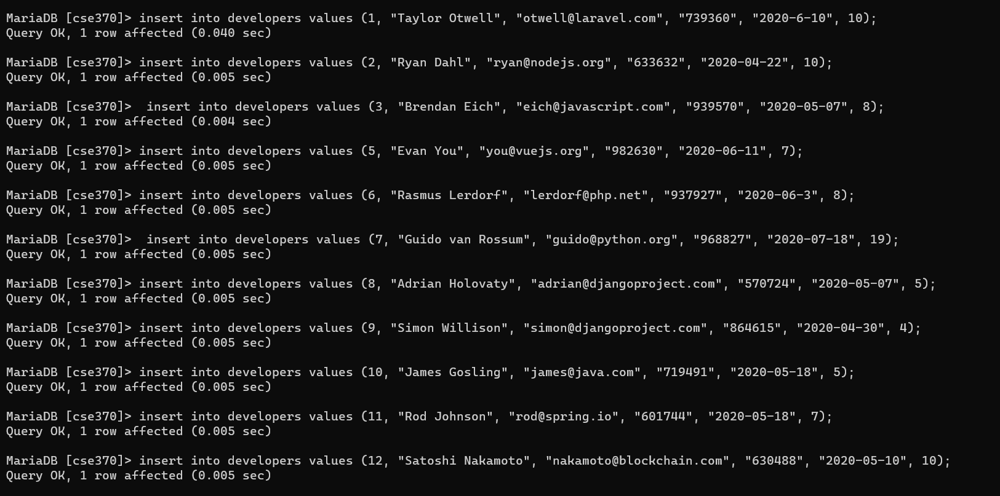 MariaDB [cse370]> insert into developers values (1, "Taylor Otwell", "otwell@laravel.com", "739360", "2020-6-10", 10);
Query OK, 1 row affected (0.040 sec)
MariaDB [cse370]> insert into developers values (2, "Ryan Dahl", "ryan@nodejs.org", "633632", "2020-04-22", 10);
Query OK, 1 row affected (0.005 sec)
MariaDB [cse370]>  insert into developers values (3, "Brendan Eich", "eich@javascript.com", "939570", "2020-05-07", 8);
Query OK, 1 row affected (0.004 sec)
MariaDB [cse370]> insert into developers values (5, "Evan You", "you@vuejs.org", "982630", "2020-06-11", 7);
Query OK, 1 row affected (0.005 sec)
MariaDB [cse370]> insert into developers values (6, "Rasmus Lerdorf", "lerdorf@php.net", "937927", "2020-06-3", 8);
Query OK, 1 row affected (0.005 sec)
MariaDB [cse370]>  insert into developers values (7, "Guido van Rossum", "guido@python.org", "968827", "2020-07-18", 19);
Query OK, 1 row affected (0.005 sec)
MariaDB [cse370]> insert into developers values (8, "Adrian Holovaty", "adrian@djangoproject.com", "570724", "2020-05-07", 5);
Query OK, 1 row affected (0.005 sec)
MariaDB [cse370]> insert into developers values (9, "Simon Willison", "simon@djangoproject.com", "864615", "2020-04-30", 4);
Query OK, 1 row affected (0.005 sec)
MariaDB [cse370]> insert into developers values (10, "James Gosling", "james@java.com", "719491", "2020-05-18", 5);
Query OK, 1 row affected (0.005 sec)
MariaDB [cse370]> insert into developers values (11, "Rod Johnson", "rod@spring.io", "601744", "2020-05-18", 7);
Query OK, 1 row affected (0.005 sec)
MariaDB [cse370]> insert into developers values (12, "Satoshi Nakamoto", "nakamoto@blockchain.com", "630488", "2020-05-10", 10);
Query OK, 1 row affected (0.005 sec)